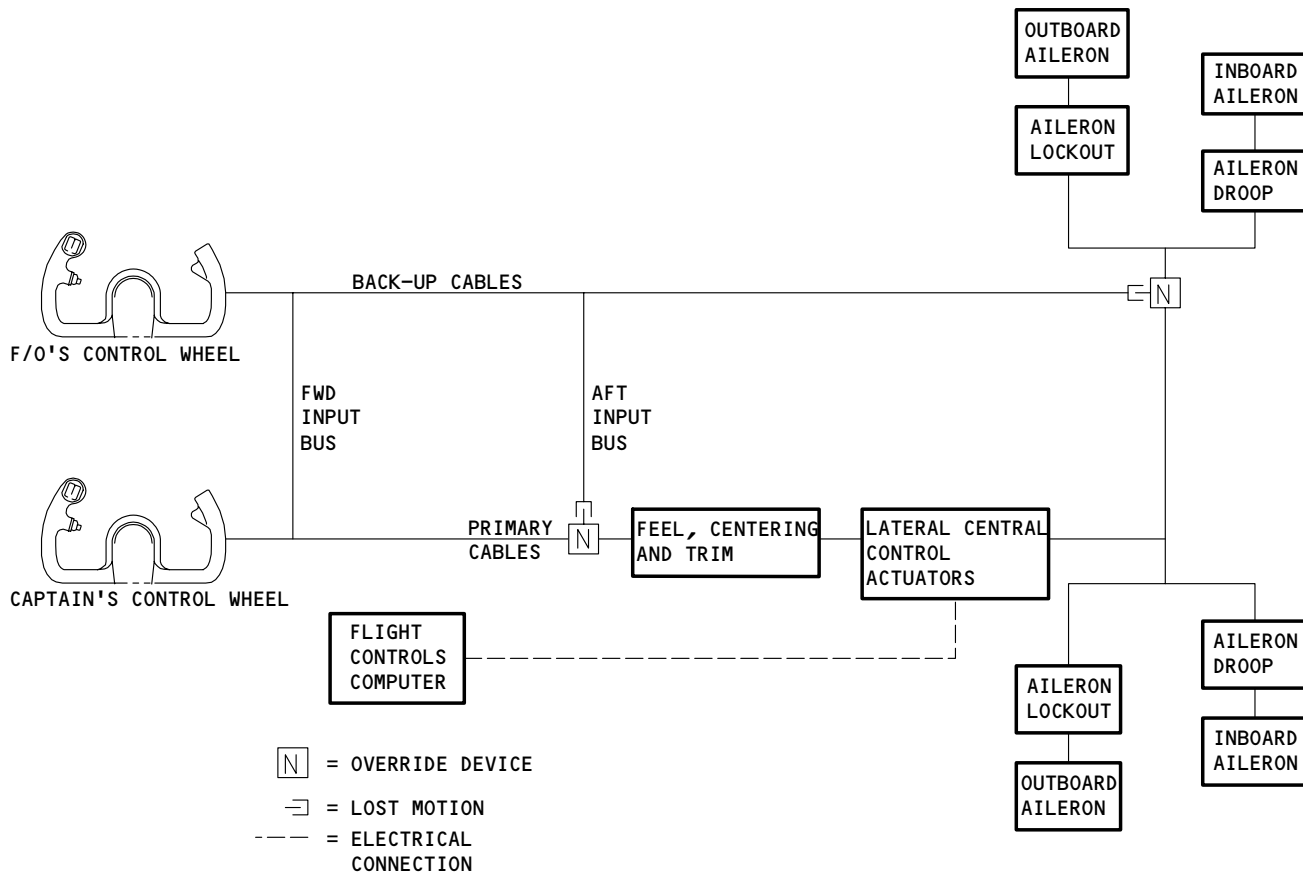 OUTBOARD
AILERON
INBOARD
AILERON
AILERON
LOCKOUT
AILERON
DROOP
BACK-UP CABLES
N
F/O'S CONTROL WHEEL
FWD
INPUT
BUS
AFT
INPUT
BUS
PRIMARY
CABLES
N
FEEL, CENTERING
AND TRIM
LATERAL CENTRAL
CONTROL
ACTUATORS
CAPTAIN'S CONTROL WHEEL
FLIGHT
CONTROLS
COMPUTER
AILERON
DROOP
AILERON
LOCKOUT
INBOARD
AILERON
OUTBOARD
AILERON
N = OVERRIDE DEVICE
= LOST MOTION
= ELECTRICAL
CONNECTION